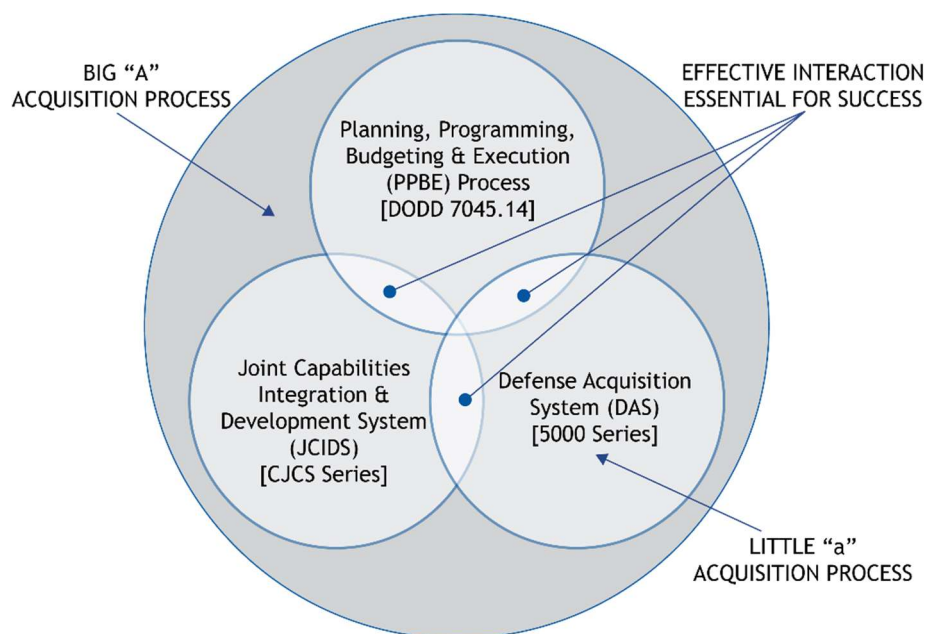 BIG “A”
ACQUISITION PROCESS
EFFECTIVE INTERACTION
ESSENTIAL FOR SUCCESS
Planning, Programming,
Budgeting & Execution
(PPBE) Process
[DODD 7045.14]
Joint Capabilities
Integration &
Development System
(JCIDS)
[CJCS Series]
Defense Acquisition
System (DAS)
[5000 Series]
LITTLE “a”
ACQUISITION PROCESS